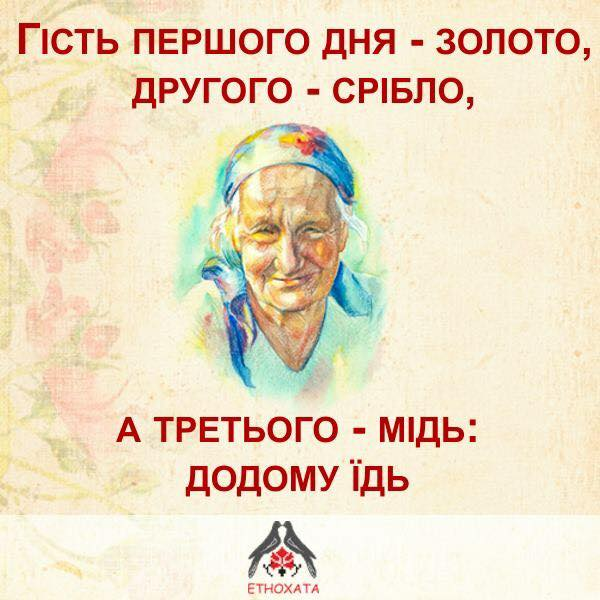 Гість першого дня - золото,
другого - срібло,
а третього - мідь:
додому їдь
ЕТНОХАТА